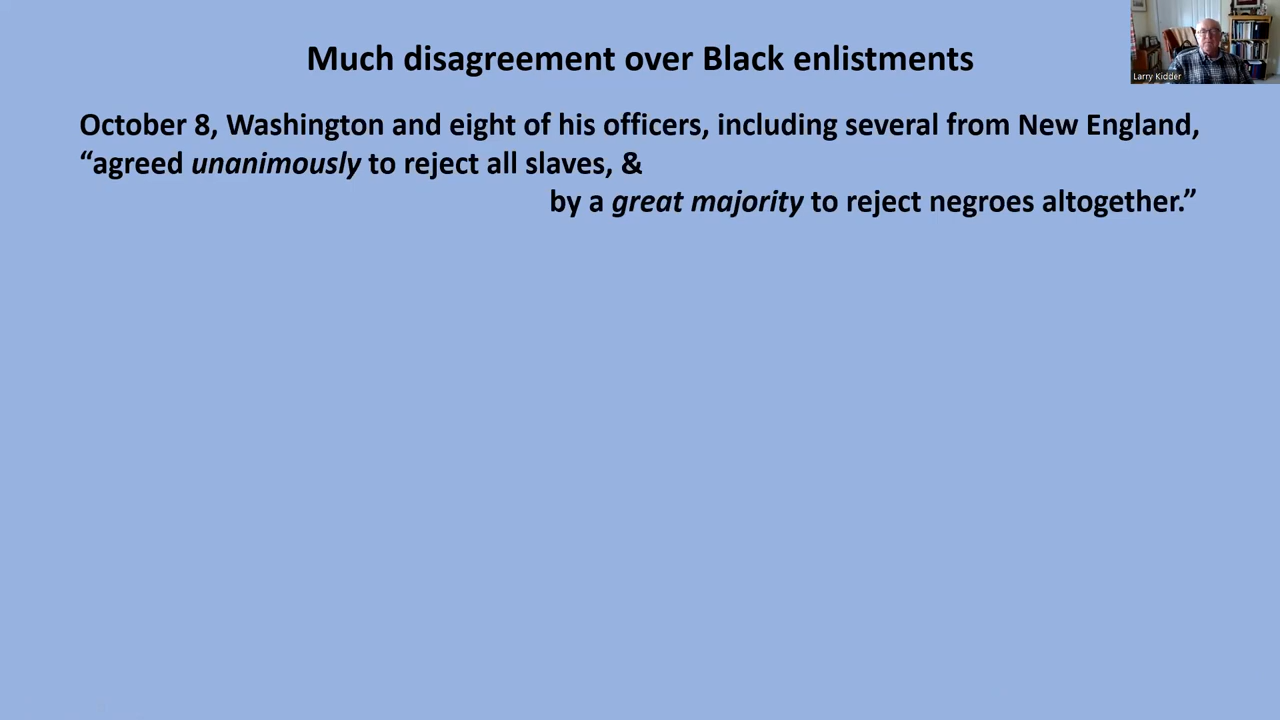 Much disagreement over Black enlistments
Larry Kidder
October 8, Washington and eight of his officers, including several from New England,
“agreed unanimously to reject all slaves, &
by a great majority to reject negroes altogether.”